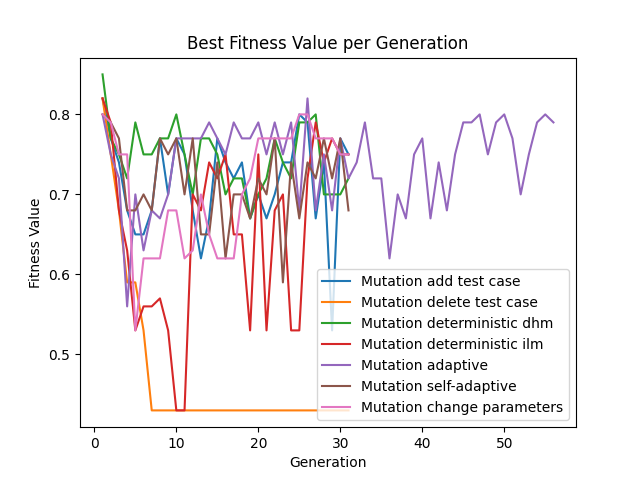 Best Fitness Value per Generation
Fitness Value
0.8
0.7
0.6
0.5
0
10
20
30
40
50
Generation
Mutation add test case
Mutation delete test case
Mutation deterministic dhm
Mutation deterministic ilm
Mutation adaptive
Mutation self-adaptive
Mutation change parameters